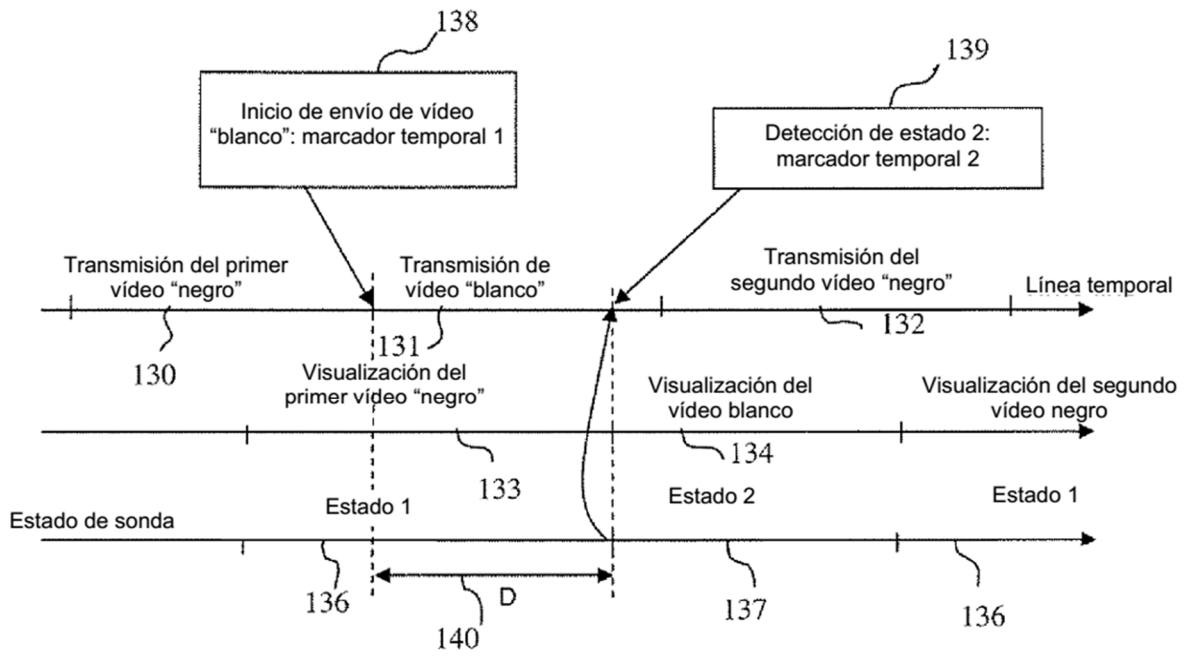 138
Inicio de envío de vídeo
“blanco”: marcador temporal 1
139
Detección de estado 2:
marcador temporal 2
Transmisión del primer
vídeo “negro”
Transmisión de
vídeo “blanco”
Transmisión del
segundo vídeo “negro”
Línea temporal
130
131
132
Visualización del
primer vídeo “negro”
Visualización del
vídeo blanco
Visualización del segundo
vídeo negro
133
134
Estado de sonda
Estado 1
Estado 2
Estado 1
136
D
140
137
136